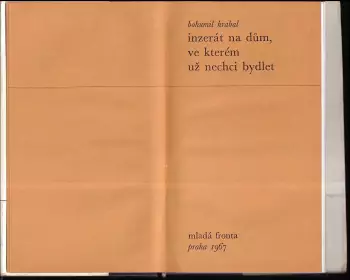 bohumil hrabal
inzerát na dům,
ve kterém
už nechci bydlet
mladá fronta
praha 1967